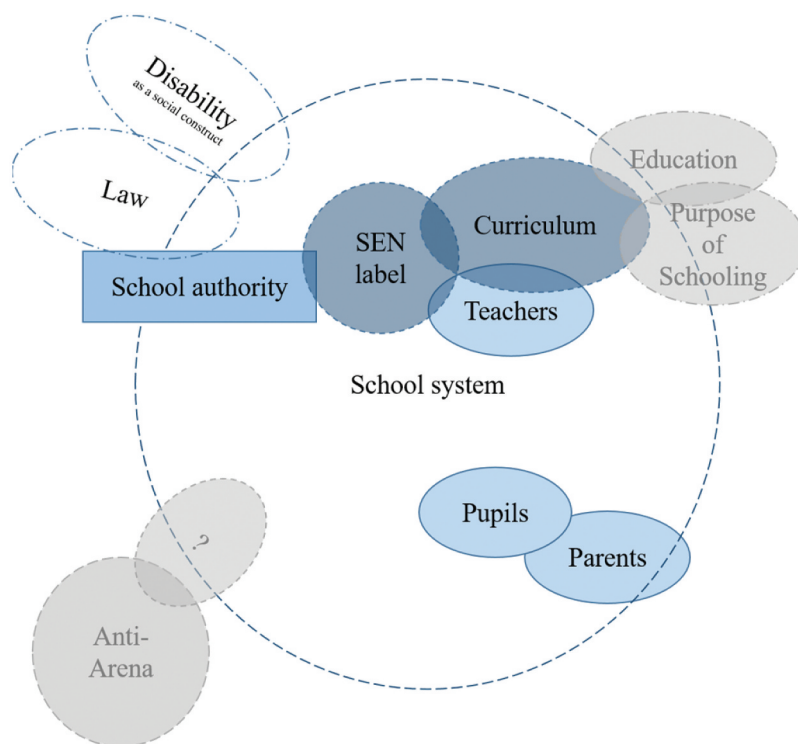 Disability
as a social construct
Law
Education
Purpose
of
Schooling
SEN
label
Curriculum
School authority
Teachers
School system
Pupils
Parents
?
Anti-
Arena